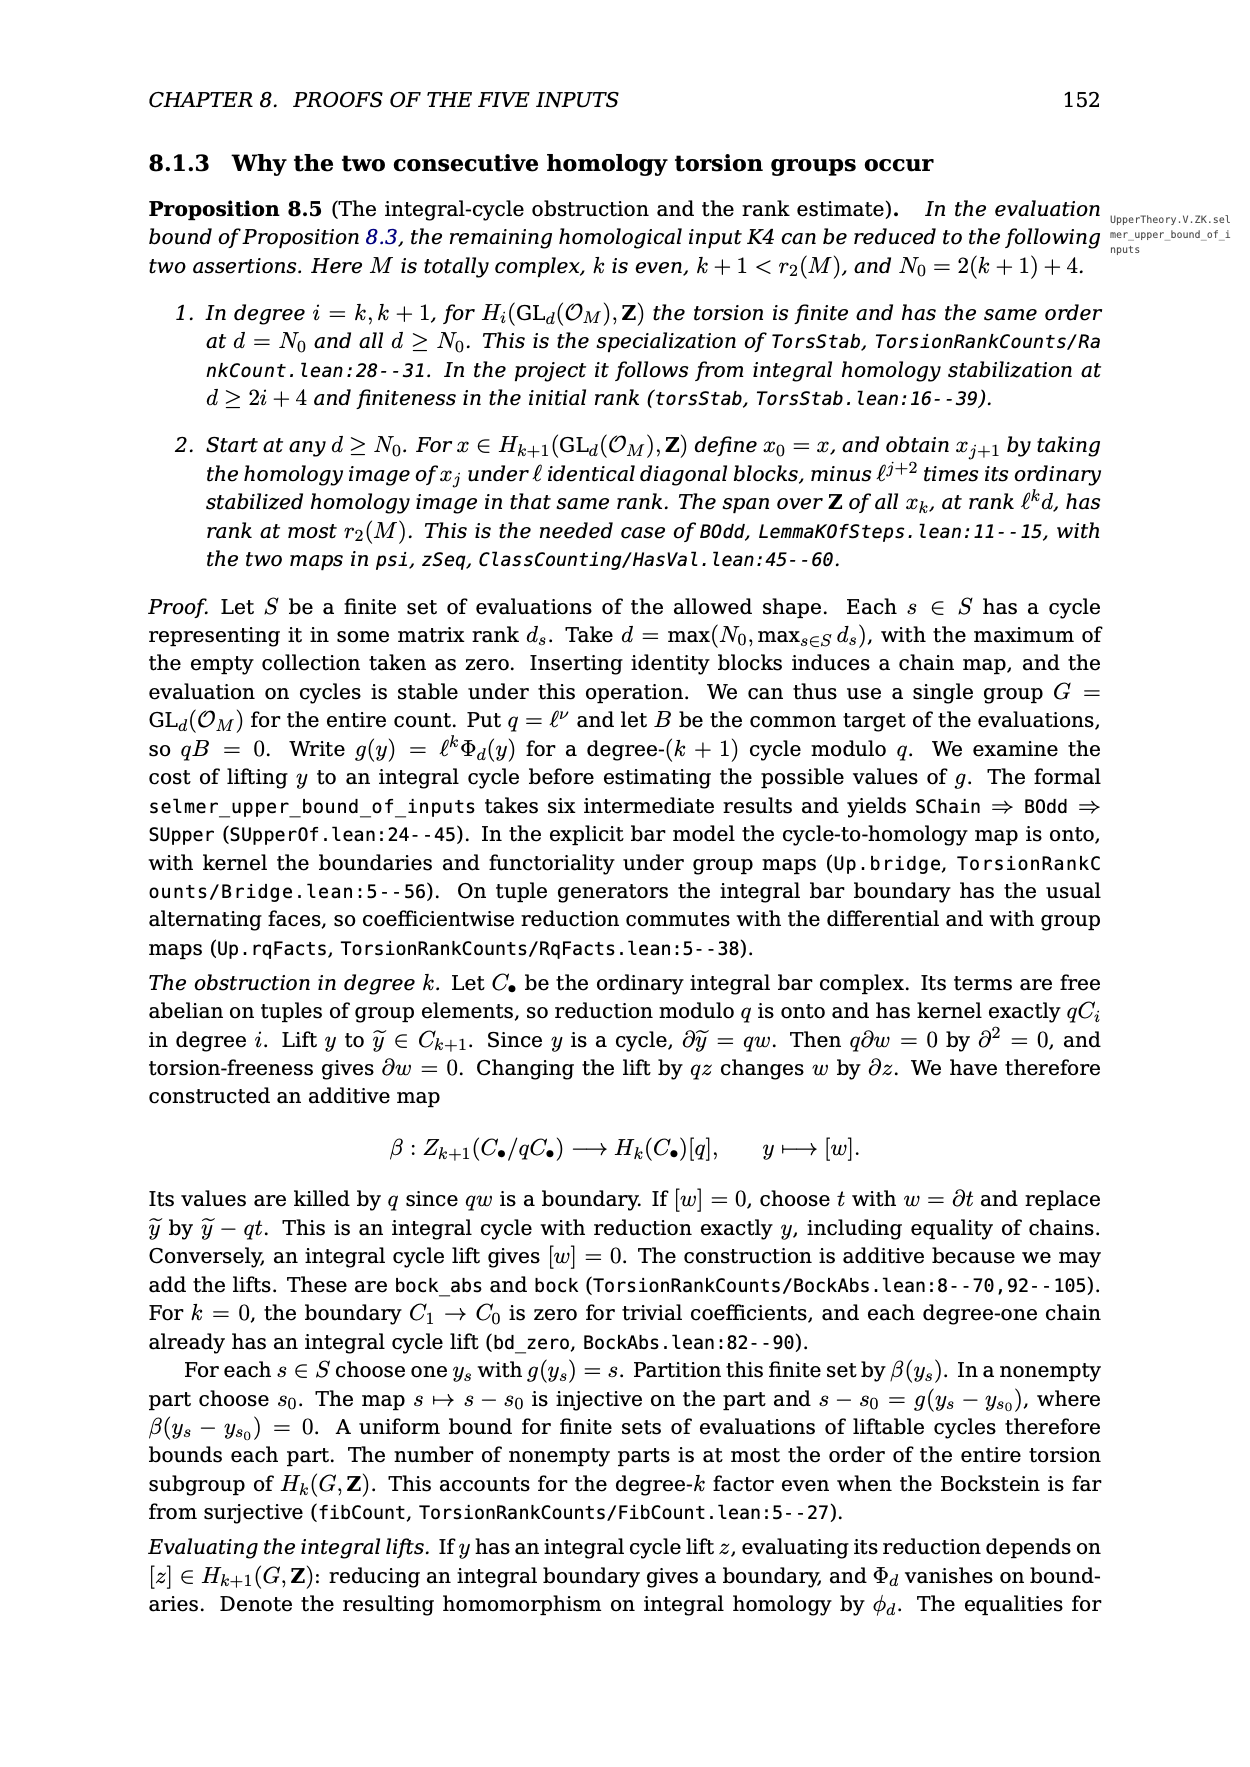 CHAPTER 8. PROOFS OF THE FIVE INPUTS 152
8.1.3 Why the two consecutive homology torsion groups occur
Proposition 8.5 (The integral-cycle obstruction and the rank estimate). In the evaluation
bound of Proposition 8.3, the remaining homological input K4 can be reduced to the following
two assertions. Here M is totally complex, k is even, k + 1 < r₂(M), and N₀ = 2(k + 1) + 4.
UpperTheory.V.ZK.sel
mer_upper_bound_of_i
nputs
1. In degree i = k, k + 1, for Hᵢ(GL_d(𝒪_M), Z) the torsion is finite and has the same order
at d = N₀ and all d ≥ N₀. This is the specialization of TorsStab, TorsionRankCounts/Ra
nkCount.lean:28--31. In the project it follows from integral homology stabilization at
d ≥ 2i + 4 and finiteness in the initial rank (torsStab, TorsStab.lean:16--39).
2. Start at any d ≥ N₀. For x ∈ H_{k+1}(GL_d(𝒪_M), Z) define x₀ = x, and obtain x_{j+1} by taking
the homology image of x_j under ℓ identical diagonal blocks, minus ℓ^{j+2} times its ordinary
stabilized homology image in that same rank. The span over Z of all x_k, at rank ℓ^k d, has
rank at most r₂(M). This is the needed case of BOdd, LemmaKOfSteps.lean:11--15, with
the two maps in psi, zSeq, ClassCounting/HasVal.lean:45--60.
Proof. Let S be a finite set of evaluations of the allowed shape. Each s ∈ S has a cycle
representing it in some matrix rank d_s. Take d = max(N₀, max_{s∈S} d_s), with the maximum of
the empty collection taken as zero. Inserting identity blocks induces a chain map, and the
evaluation on cycles is stable under this operation. We can thus use a single group G =
GL_d(𝒪_M) for the entire count. Put q = ℓ^ν and let B be the common target of the evaluations,
so qB = 0. Write g(y) = ℓ^kΦ_d(y) for a degree-(k + 1) cycle modulo q. We examine the
cost of lifting y to an integral cycle before estimating the possible values of g. The formal
selmer_upper_bound_of_inputs takes six intermediate results and yields SChain ⇒ BOdd ⇒
SUpper (SUpperOf.lean:24--45). In the explicit bar model the cycle-to-homology map is onto,
with kernel the boundaries and functoriality under group maps (Up.bridge, TorsionRankC
ounts/Bridge.lean:5--56). On tuple generators the integral bar boundary has the usual
alternating faces, so coefficientwise reduction commutes with the differential and with group
maps (Up.rqFacts, TorsionRankCounts/RqFacts.lean:5--38).
The obstruction in degree k. Let C_• be the ordinary integral bar complex. Its terms are free
abelian on tuples of group elements, so reduction modulo q is onto and has kernel exactly qCᵢ
in degree i. Lift y to ỹ ∈ C_{k+1}. Since y is a cycle, ∂ỹ = qw. Then q∂w = 0 by ∂² = 0, and
torsion-freeness gives ∂w = 0. Changing the lift by qz changes w by ∂z. We have therefore
constructed an additive map
β : Z_{k+1}(C_•/qC_•) ⟶ H_k(C_•)[q], y ⟼ [w].
Its values are killed by q since qw is a boundary. If [w] = 0, choose t with w = ∂t and replace
ỹ by ỹ − qt. This is an integral cycle with reduction exactly y, including equality of chains.
Conversely, an integral cycle lift gives [w] = 0. The construction is additive because we may
add the lifts. These are bock_abs and bock (TorsionRankCounts/BockAbs.lean:8--70,92--105).
For k = 0, the boundary C₁ → C₀ is zero for trivial coefficients, and each degree-one chain
already has an integral cycle lift (bd_zero, BockAbs.lean:82--90).
For each s ∈ S choose one y_s with g(y_s) = s. Partition this finite set by β(y_s). In a nonempty
part choose s₀. The map s ↦ s − s₀ is injective on the part and s − s₀ = g(y_s − y_{s₀}), where
β(y_s − y_{s₀}) = 0. A uniform bound for finite sets of evaluations of liftable cycles therefore
bounds each part. The number of nonempty parts is at most the order of the entire torsion
subgroup of H_k(G, Z). This accounts for the degree-k factor even when the Bockstein is far
from surjective (fibCount, TorsionRankCounts/FibCount.lean:5--27).
Evaluating the integral lifts. If y has an integral cycle lift z, evaluating its reduction depends on
[z] ∈ H_{k+1}(G, Z): reducing an integral boundary gives a boundary, and Φ_d vanishes on bound-
aries. Denote the resulting homomorphism on integral homology by ϕ_d. The equalities for